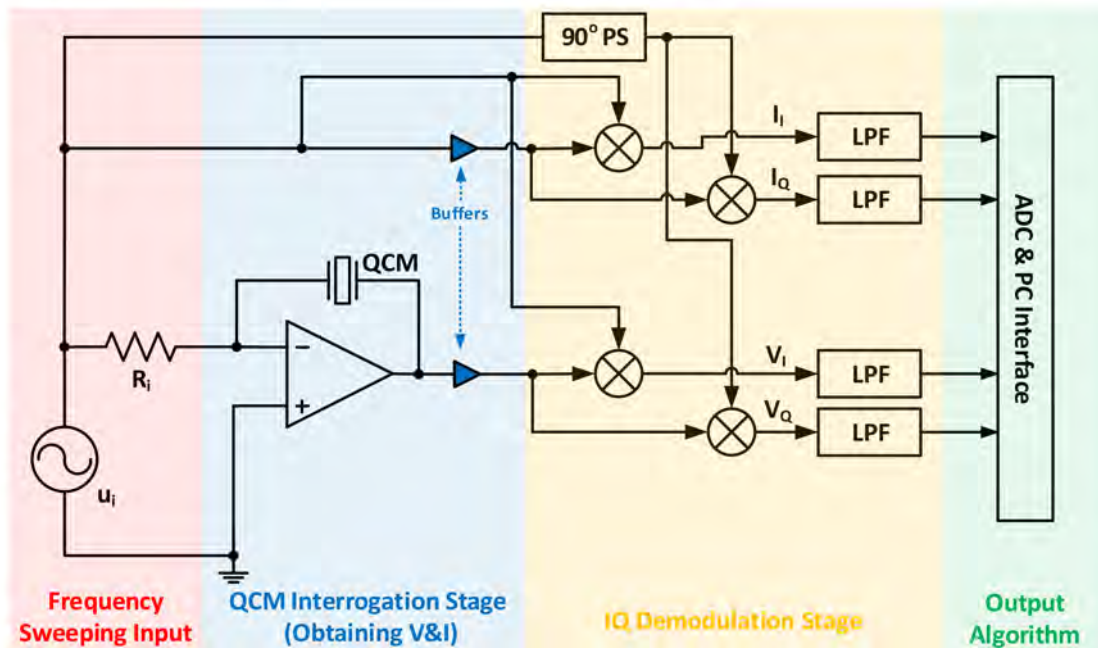 90° PS
I_I
LPF
I_Q
LPF
Buffers
QCM
ADC & PC Interface
R_i
−
+
V_I
LPF
V_Q
LPF
u_i
Frequency
Sweeping Input
QCM Interrogation Stage
(Obtaining V&I)
IQ Demodulation Stage
Output
Algorithm